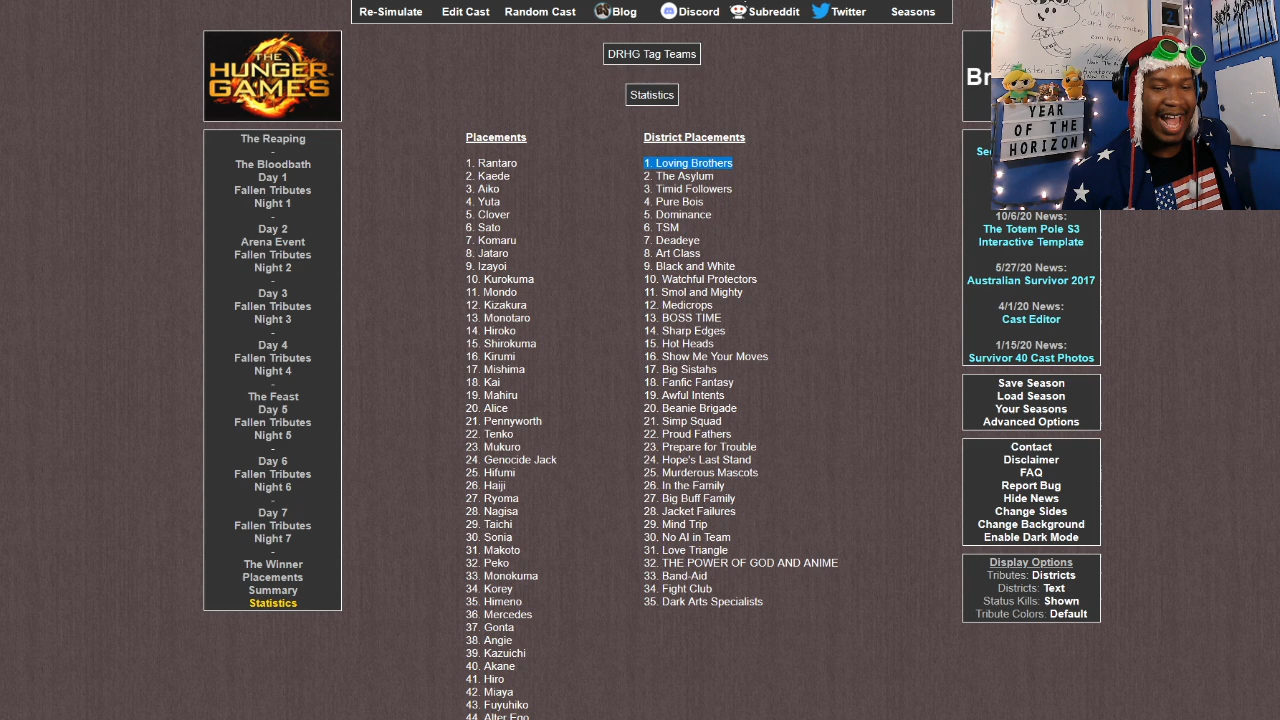 Re-Simulate Edit Cast Random Cast Blog Discord Subreddit Twitter Seasons
THE
HUNGER
GAMES
DRHG Tag Teams
Statistics
The Reaping
-
The Bloodbath
Day 1
Fallen Tributes
Night 1
-
Day 2
Arena Event
Fallen Tributes
Night 2
-
Day 3
Fallen Tributes
Night 3
-
Day 4
Fallen Tributes
Night 4
-
The Feast
Day 5
Fallen Tributes
Night 5
-
Day 6
Fallen Tributes
Night 6
-
Day 7
Fallen Tributes
Night 7
-
The Winner
Placements
Summary
Statistics
Placements
1. Rantaro
2. Kaede
3. Aiko
4. Yuta
5. Clover
6. Sato
7. Komaru
8. Jataro
9. Izayoi
10. Kurokuma
11. Mondo
12. Kizakura
13. Monotaro
14. Hiroko
15. Shirokuma
16. Kirumi
17. Mishima
18. Kai
19. Mahiru
20. Alice
21. Pennyworth
22. Tenko
23. Mukuro
24. Genocide Jack
25. Hifumi
26. Haiji
27. Ryoma
28. Nagisa
29. Taichi
30. Sonia
31. Makoto
32. Peko
33. Monokuma
34. Korey
35. Himeno
36. Mercedes
37. Gonta
38. Angie
39. Kazuichi
40. Akane
41. Hiro
42. Miaya
43. Fuyuhiko
44. Alter Ego
District Placements
1. Loving Brothers
2. The Asylum
3. Timid Followers
4. Pure Bois
5. Dominance
6. TSM
7. Deadeye
8. Art Class
9. Black and White
10. Watchful Protectors
11. Smol and Mighty
12. Medicrops
13. BOSS TIME
14. Sharp Edges
15. Hot Heads
16. Show Me Your Moves
17. Big Sistahs
18. Fanfic Fantasy
19. Awful Intents
20. Beanie Brigade
21. Simp Squad
22. Proud Fathers
23. Prepare for Trouble
24. Hope's Last Stand
25. Murderous Mascots
26. In the Family
27. Big Buff Family
28. Jacket Failures
29. Mind Trip
30. No AI in Team
31. Love Triangle
32. THE POWER OF GOD AND ANIME
33. Band-Aid
34. Fight Club
35. Dark Arts Specialists
Br
YEAR
OF THE
HORIZON
Se
10/6/20 News:
The Totem Pole S3
Interactive Template
5/27/20 News:
Australian Survivor 2017
4/1/20 News:
Cast Editor
1/15/20 News:
Survivor 40 Cast Photos
Save Season
Load Season
Your Seasons
Advanced Options
Contact
Disclaimer
FAQ
Report Bug
Hide News
Change Sides
Change Background
Enable Dark Mode
Display Options
Tributes: Districts
Districts: Text
Status Kills: Shown
Tribute Colors: Default